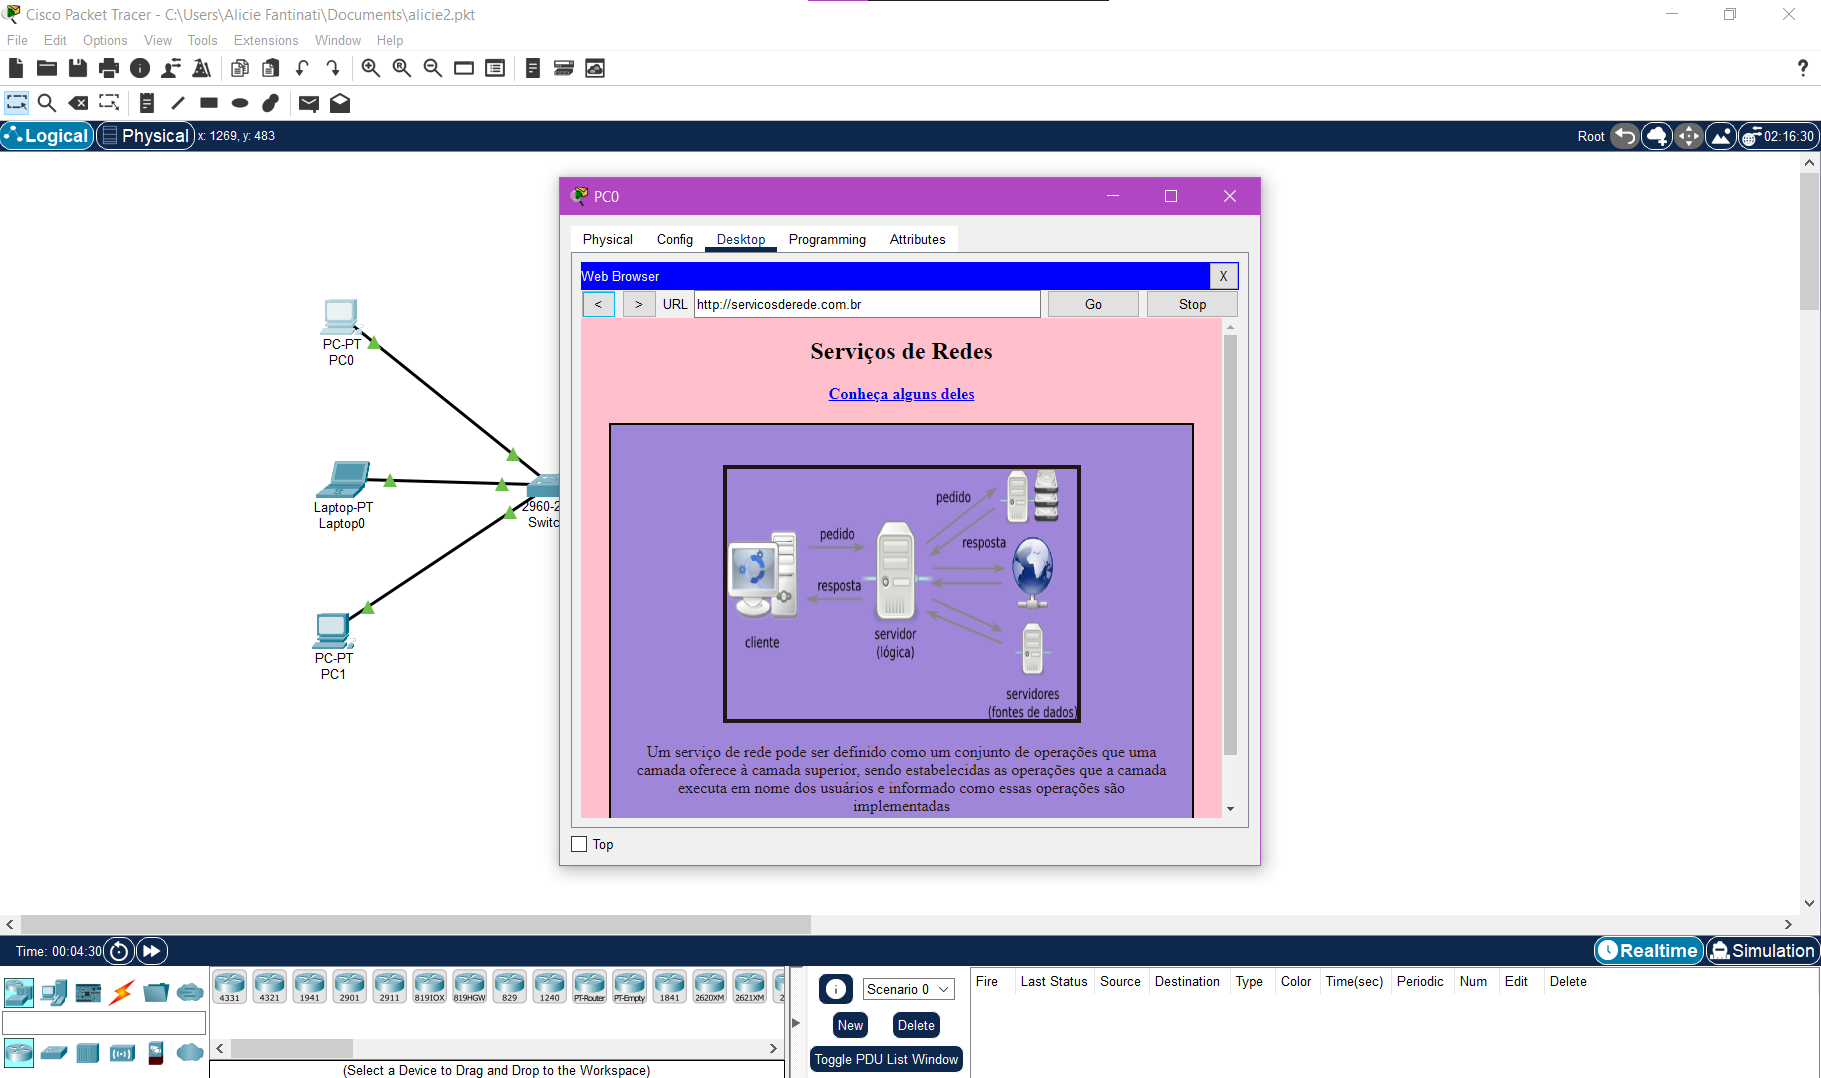 Cisco Packet Tracer - C:\Users\Alicie Fantinati\Documents\alicie2.pkt
File Edit Options View Tools Extensions Window Help
?
Logical Physical x: 1269, y: 483 Root 02:16:30
PC-PT
PC0
Laptop-PT
Laptop0
2960-2
Switc
PC-PT
PC1
PC0
Physical Config Desktop Programming Attributes
Web Browser X
< > URL http://servicosderede.com.br Go Stop
Serviços de Redes
Conheça alguns deles
pedido
pedido
resposta
resposta
cliente
servidor
(lógica)
servidores
(fontes de dados)
Um serviço de rede pode ser definido como um conjunto de operações que uma
camada oferece à camada superior, sendo estabelecidas as operações que a camada
executa em nome dos usuários e informado como essas operações são
implementadas
Top
Time: 00:04:30 Realtime Simulation
4331 4321 1941 2901 2911 819IOX 819HGW 829 1240 PT-Router PT-Empty 1841 2620XM 2621XM 2
(Select a Device to Drag and Drop to the Workspace)
Scenario 0
New Delete
Toggle PDU List Window
Fire Last Status Source Destination Type Color Time(sec) Periodic Num Edit Delete